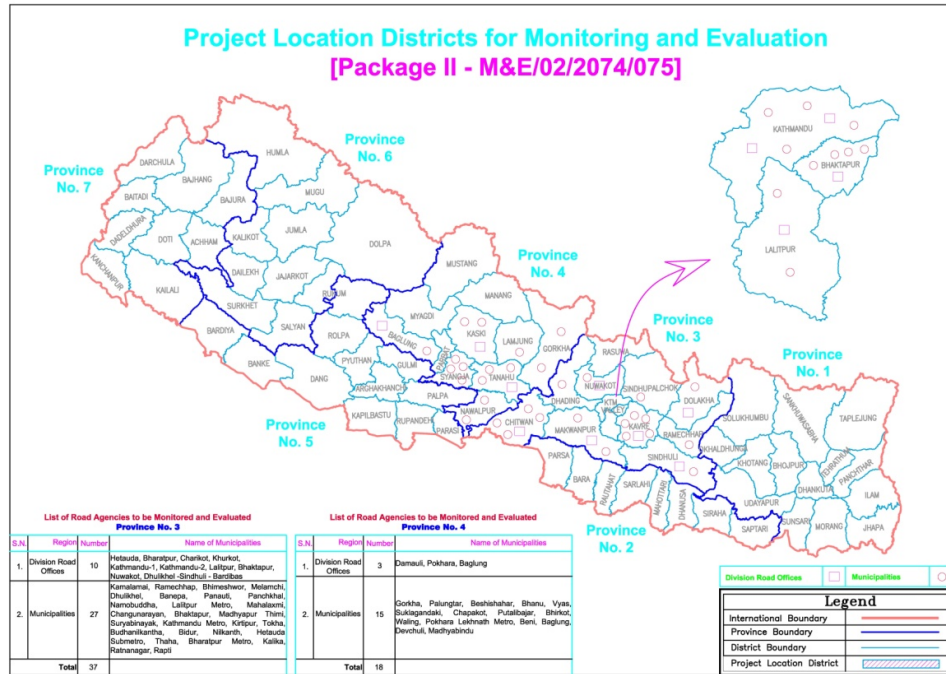 Project Location Districts for Monitoring and Evaluation
[Package II - M&E/02/2074/075]
Province
No. 7
Province
No. 6
Province
No. 4
Province
No. 3
Province
No. 1
Province
No. 5
Province
No. 2
HUMLA
DARCHULA
BAJHANG
BAITADI
BAJURA
MUGU
DADELDHURA
DOTI
ACHHAM
KALIKOT
JUMLA
DOLPA
KANCHANPUR
KAILALI
DAILEKH
JAJARKOT
MUSTANG
SURKHET
RUKUM
MANANG
BARDIYA
SALYAN
ROLPA
MYAGDI
BAGLUNG
KASKI
LAMJUNG
GORKHA
BANKE
PYUTHAN
GULMI
PARBAT
SYANGJA
TANAHU
DANG
ARGHAKHANCHI
PALPA
NAWALPUR
KAPILBASTU
RUPANDEHI
PARASI
CHITWAN
DHADING
RASUWA
NUWAKOT
SINDHUPALCHOK
DOLAKHA
KTM
VALLEY
KAVRE
RAMECHHAP
MAKWANPUR
SINDHULI
PARSA
BARA
RAUTAHAT
SARLAHI
MAHOTTARI
DHANUSA
SIRAHA
SAPTARI
SOLUKHUMBU
SANKHUWASABHA
TAPLEJUNG
OKHALDHUNGA
KHOTANG
BHOJPUR
TEHRATHUM
PANCHTHAR
DHANKUTA
UDAYAPUR
ILAM
SUNSARI
MORANG
JHAPA
KATHMANDU
BHAKTAPUR
LALITPUR
List of Road Agencies to be Monitored and Evaluated
Province No. 3
S.N. Region Number Name of Municipalities
1. Division Road Offices 10 Hetauda, Bharatpur, Charikot, Khurkot,
Kathmandu-1, Kathmandu-2, Lalitpur, Bhaktapur,
Nuwakot, Dhulikhel -Sindhuli - Bardibas
2. Municipalities 27 Kamalamai, Ramechhap, Bhimeshwor, Melamchi,
Dhulikhel, Banepa, Panauti, Panchkhal,
Namobuddha, Lalitpur Metro, Mahalaxmi,
Changunarayan, Bhaktapur, Madhyapur Thimi,
Suryabinayak, Kathmandu Metro, Kirtipur, Tokha,
Budhanilkantha, Bidur, Nilkanth, Hetauda
Submetro, Thaha, Bharatpur Metro, Kalika,
Ratnanagar, Rapti
Total 37
List of Road Agencies to be Monitored and Evaluated
Province No. 4
S.N. Region Number Name of Municipalities
1. Division Road Offices 3 Damauli, Pokhara, Baglung
2. Municipalities 15 Gorkha, Palungtar, Beshishahar, Bhanu, Vyas,
Suklagandaki, Chapakot, Putalibajar, Bhirkot,
Waling, Pokhara Lekhnath Metro, Beni, Baglung,
Devchuli, Madhyabindu
Total 18
Division Road Offices Municipalities
Legend
International Boundary
Province Boundary
District Boundary
Project Location District